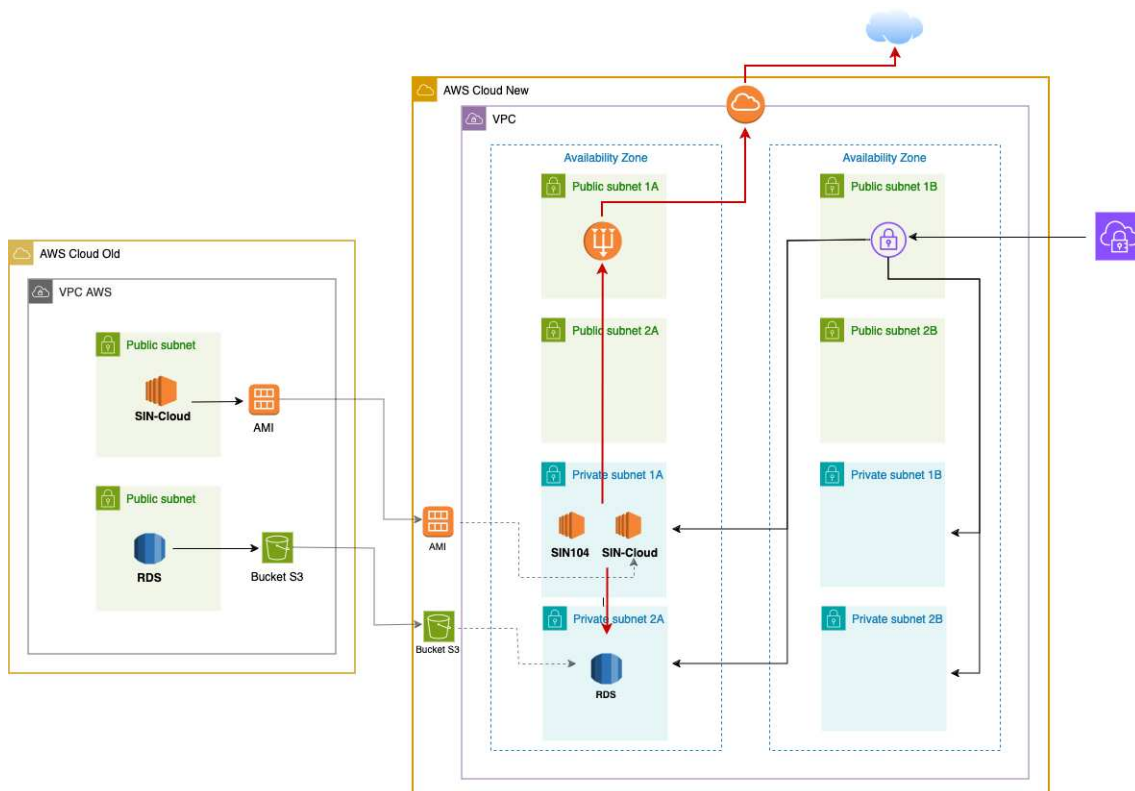 AWS Cloud New
VPC
Availability Zone
Availability Zone
Public subnet 1A
Public subnet 1B
AWS Cloud Old
VPC AWS
Public subnet
SIN-Cloud
AMI
Public subnet
RDS
Bucket S3
Public subnet 2A
Public subnet 2B
Private subnet 1A
Private subnet 1B
SIN104
SIN-Cloud
AMI
Bucket S3
Private subnet 2A
Private subnet 2B
RDS